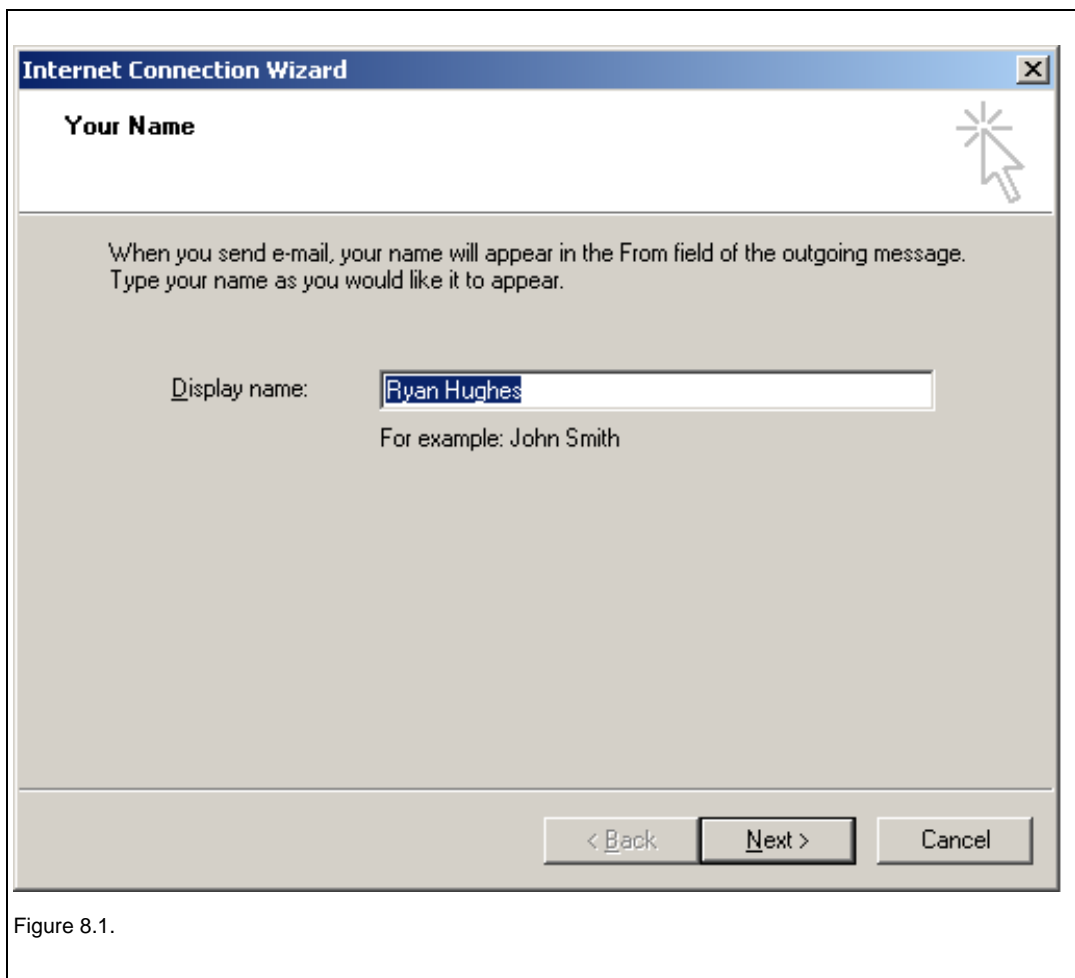 Internet Connection Wizard
Your Name
When you send e-mail, your name will appear in the From field of the outgoing message.
Type your name as you would like it to appear.
Display name:
Ryan Hughes
For example: John Smith
< Back
Next >
Cancel
Figure 8.1.